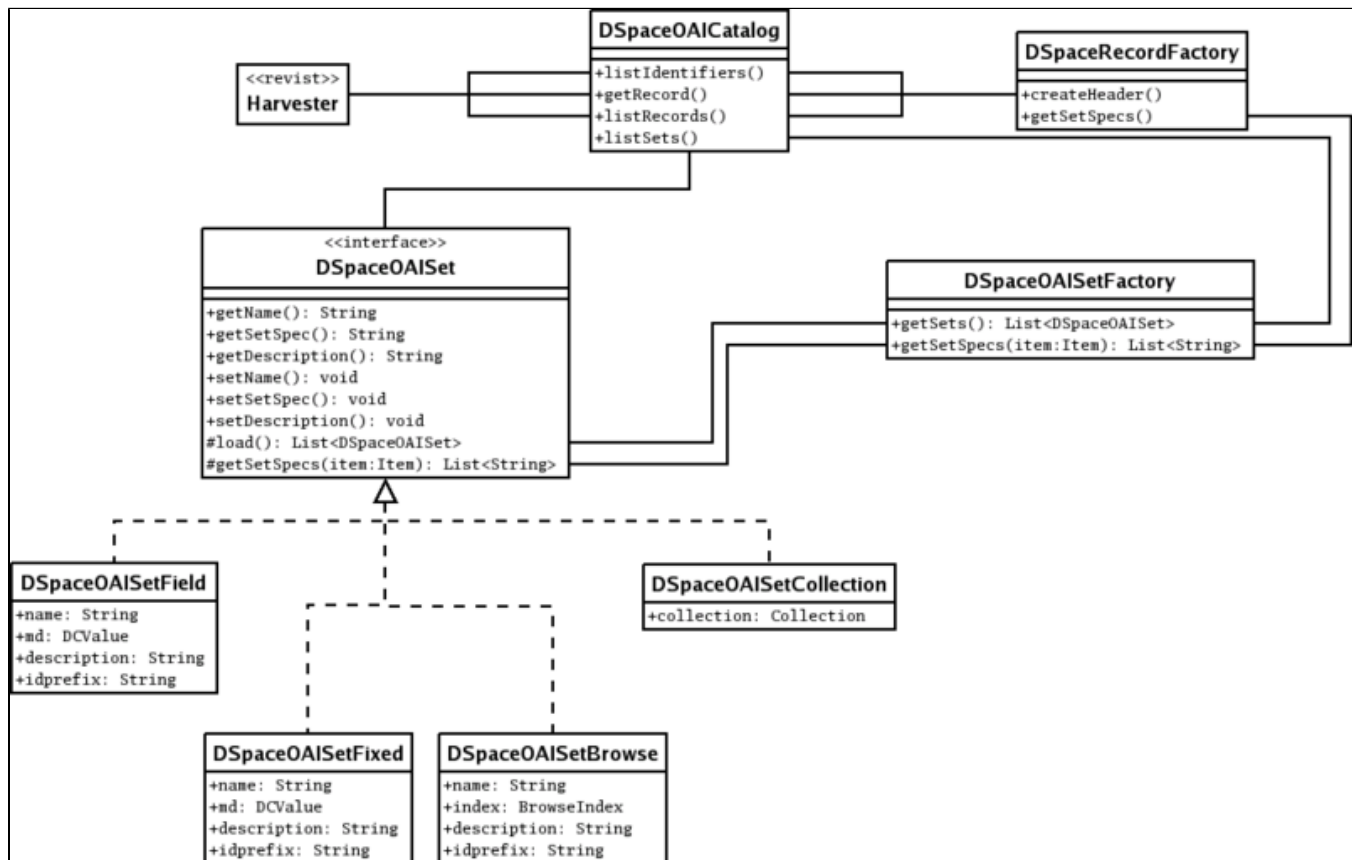 DSpaceOAICatalog
+listIdentifiers()
+getRecord()
+listRecords()
+listSets()
DSpaceRecordFactory
+createHeader()
+getSetSpecs()
<<revist>>
Harvester
<<interface>>
DSpaceOAISet
+getName(): String
+getSetSpec(): String
+getDescription(): String
+setName(): void
+setSetSpec(): void
+setDescription(): void
#load(): List<DSpaceOAISet>
#getSetSpecs(item:Item): List<String>
DSpaceOAISetFactory
+getSets(): List<DSpaceOAISet>
+getSetSpecs(item:Item): List<String>
DSpaceOAISetField
+name: String
+md: DCValue
+description: String
+idprefix: String
DSpaceOAISetCollection
+collection: Collection
DSpaceOAISetFixed
+name: String
+md: DCValue
+description: String
+idprefix: String
DSpaceOAISetBrowse
+name: String
+index: BrowseIndex
+description: String
+idprefix: String